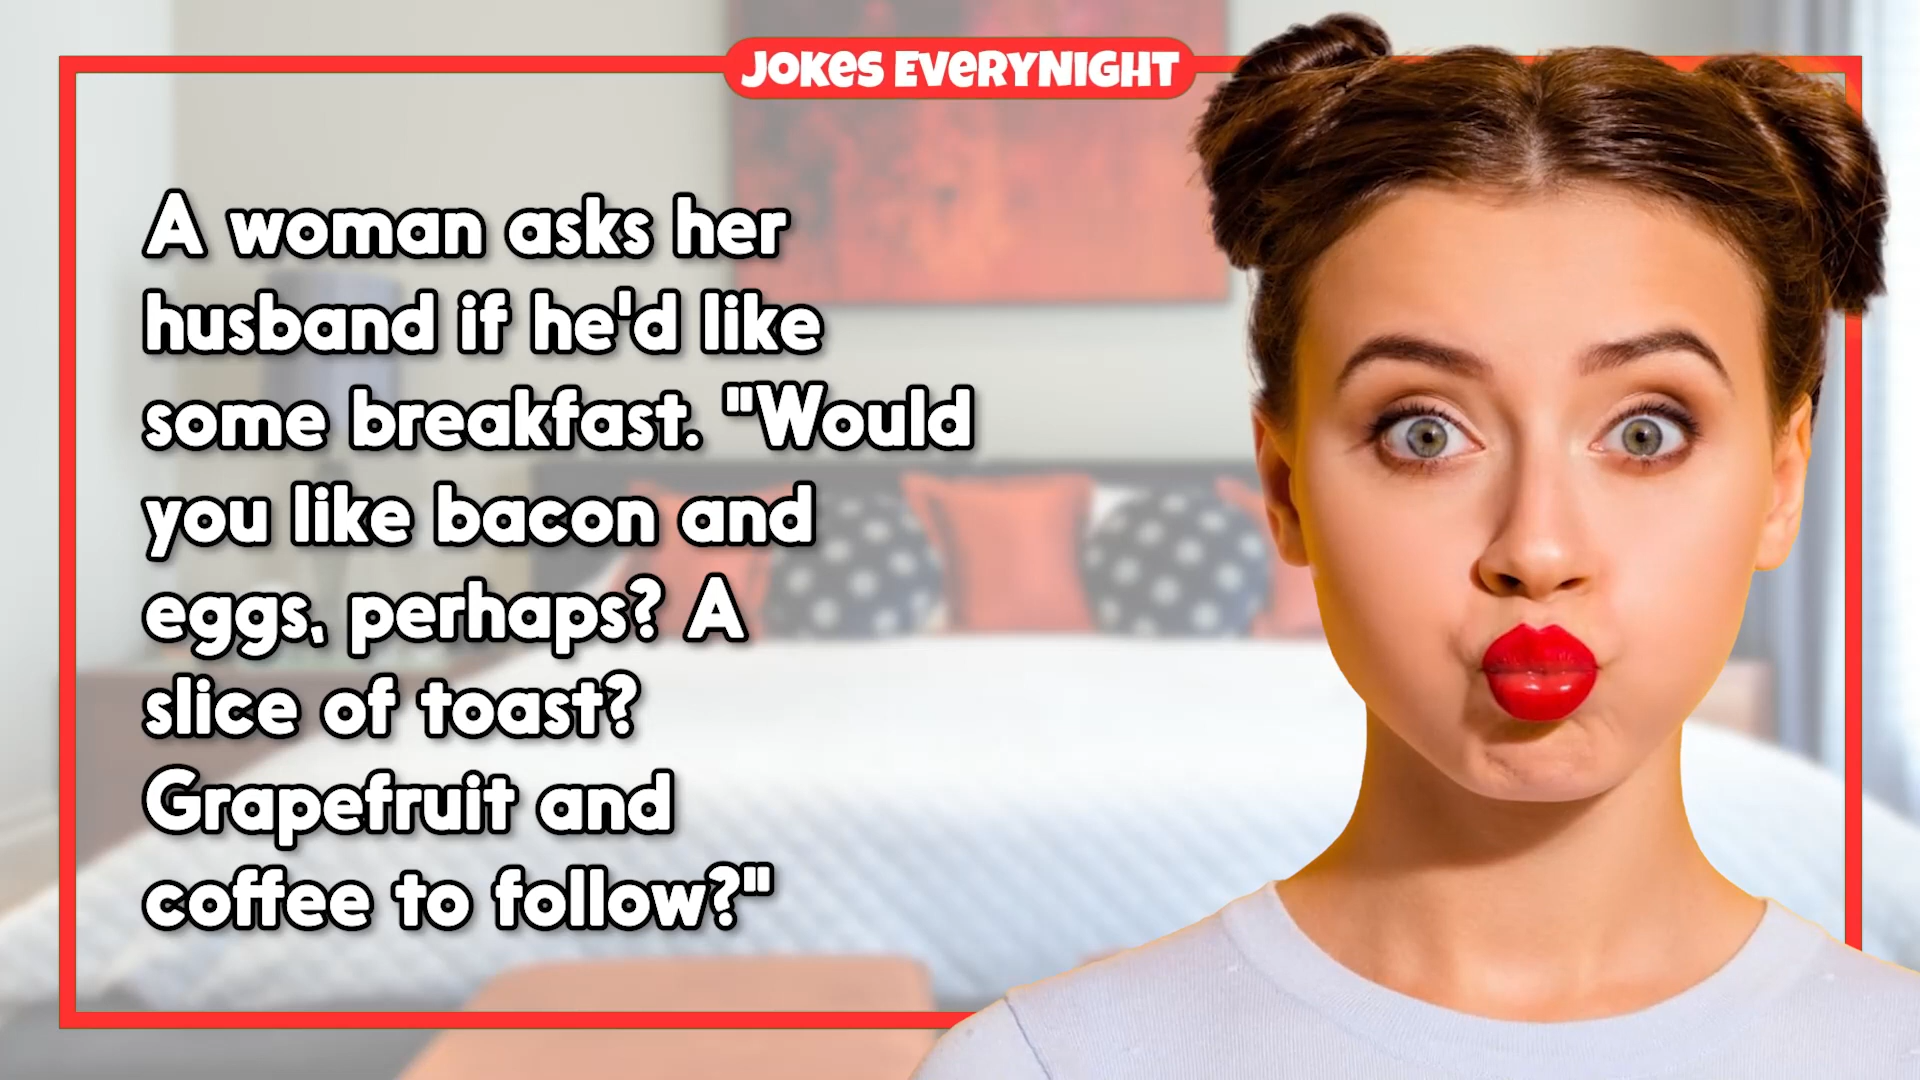 JOKES EVERYNIGHT
A woman asks her
husband if he'd like
some breakfast. "Would
you like bacon and
eggs, perhaps? A
slice of toast?
Grapefruit and
coffee to follow?"